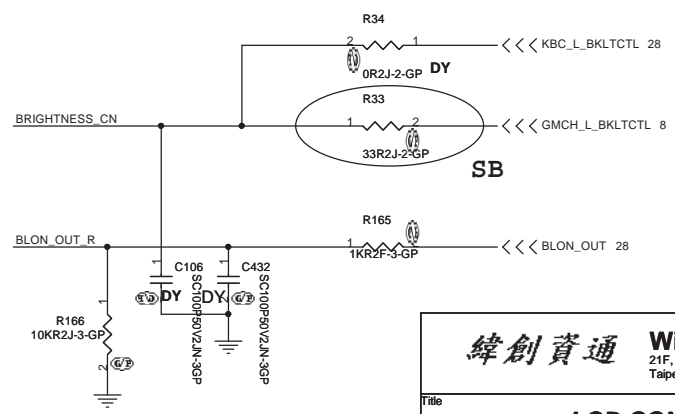 R34
2
1
KBC_L_BKLTCTL 28
0R2J-2-GP DY
R33
BRIGHTNESS_CN
1
2
GMCH_L_BKLTCTL 8
33R2J-2-GP
SB
R165
BLON_OUT_R
1
BLON_OUT 28
1KR2F-3-GP
1
1
C106
C432
DY
DY
SC100P50V2JN-3GP
SC100P50V2JN-3GP
1
R166
10KR2J-3-GP
2
緯創資通
21F,
Title